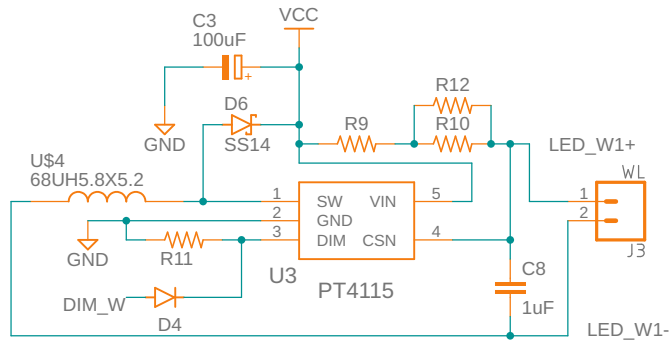 VCC
C3
100uF
+
GND
D6
SS14
R12
R9
R10
LED_W1+
U$4
68UH5.8X5.2
WL
1
2
J3
1
2
3
SW
GND
DIM
VIN
CSN
5
4
GND
R11
U3
PT4115
C8
1uF
DIM_W
D4
LED_W1-